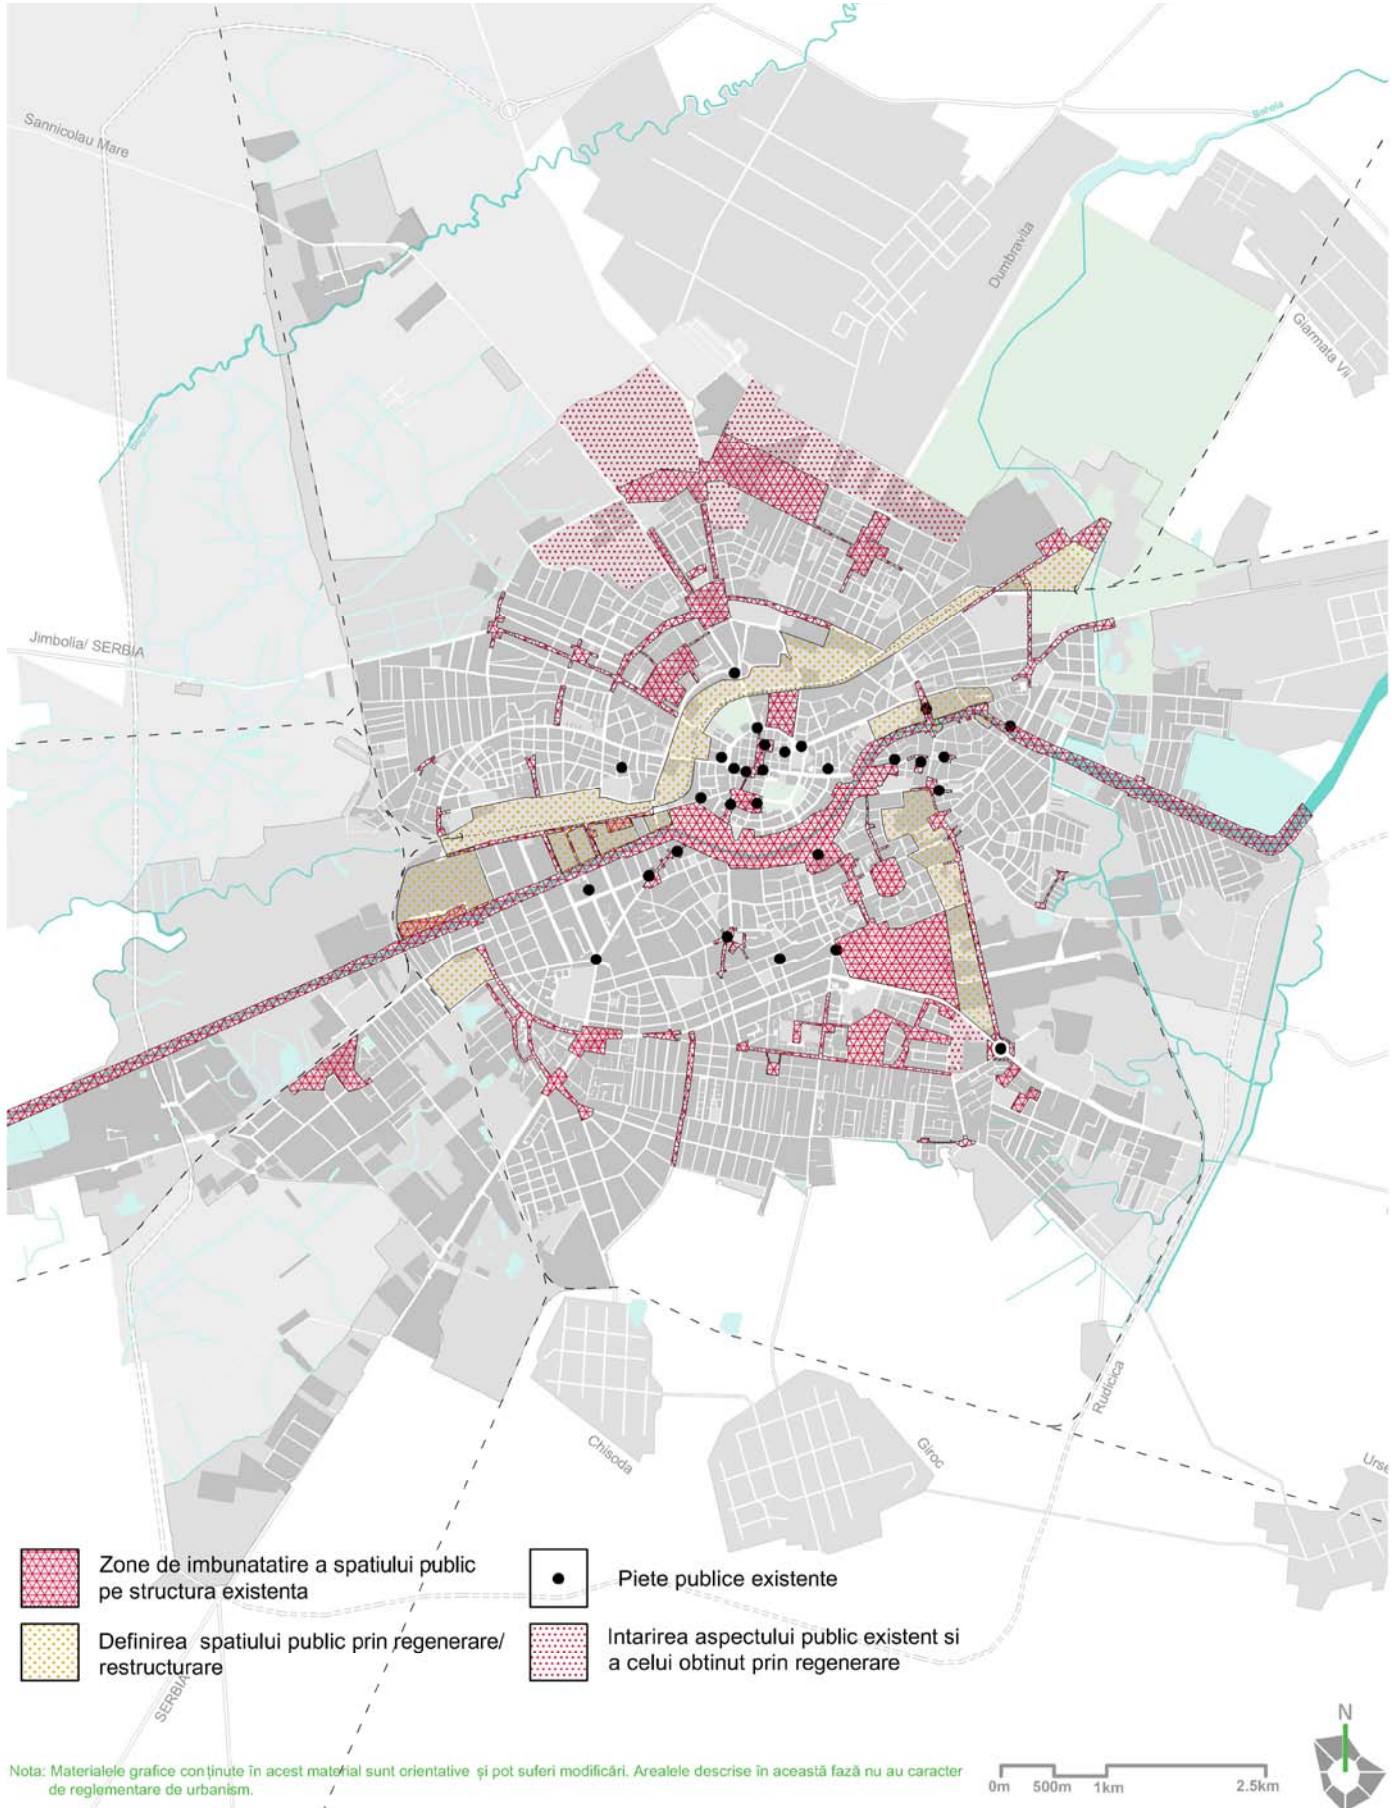 Sannicolau Mare
Behela
Dumbravita
Giarmata Vii
Jimbolia/ SERBIA
Chisoda
Giroc
Rudicica
Urse
SERBIA
Zone de imbunatatire a spatiului public
pe structura existenta
Piete publice existente
Definirea spatiului public prin regenerare/
restructurare
Intarirea aspectului public existent si
a celui obtinut prin regenerare
N
Nota: Materialele grafice conținute în acest material sunt orientative și pot suferi modificări. Arealele descrise în această fază nu au caracter
de reglementare de urbanism.
0m 500m 1km 2.5km